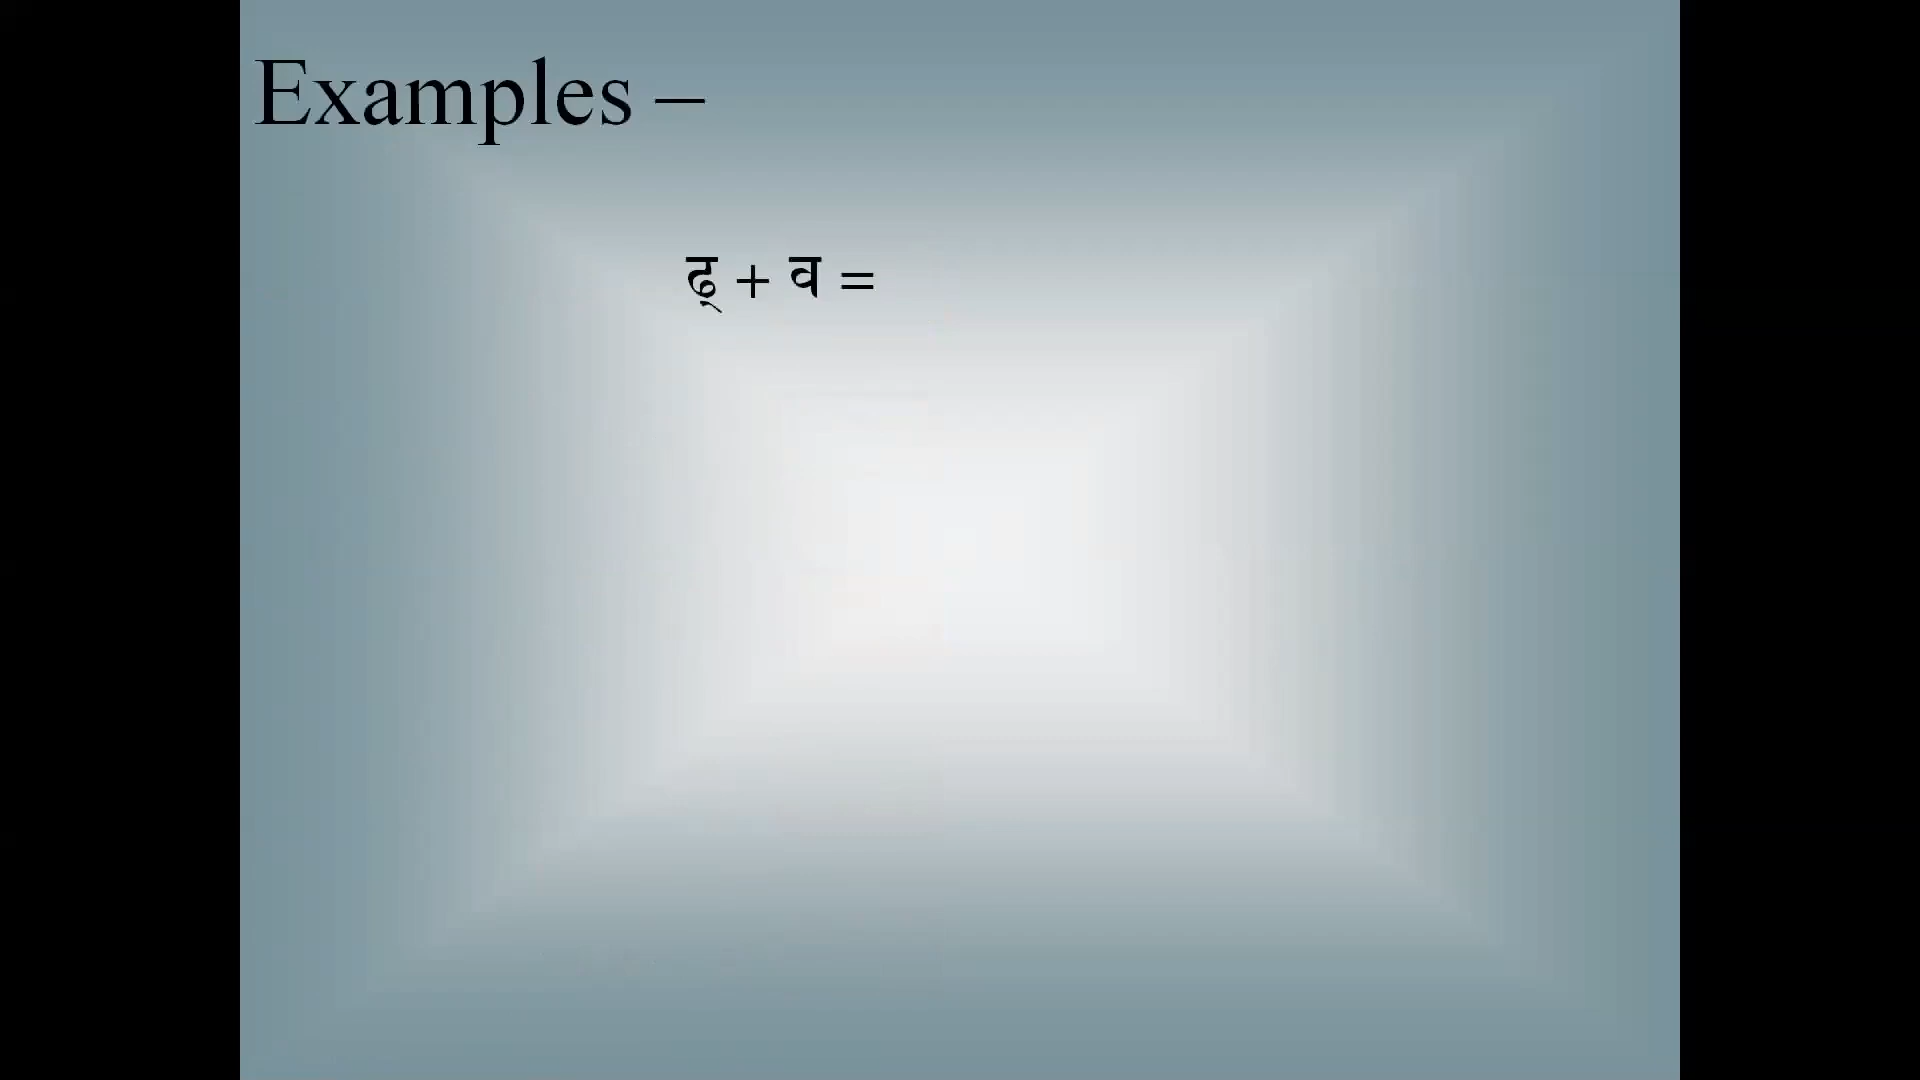 Examples –
ढ् + व =